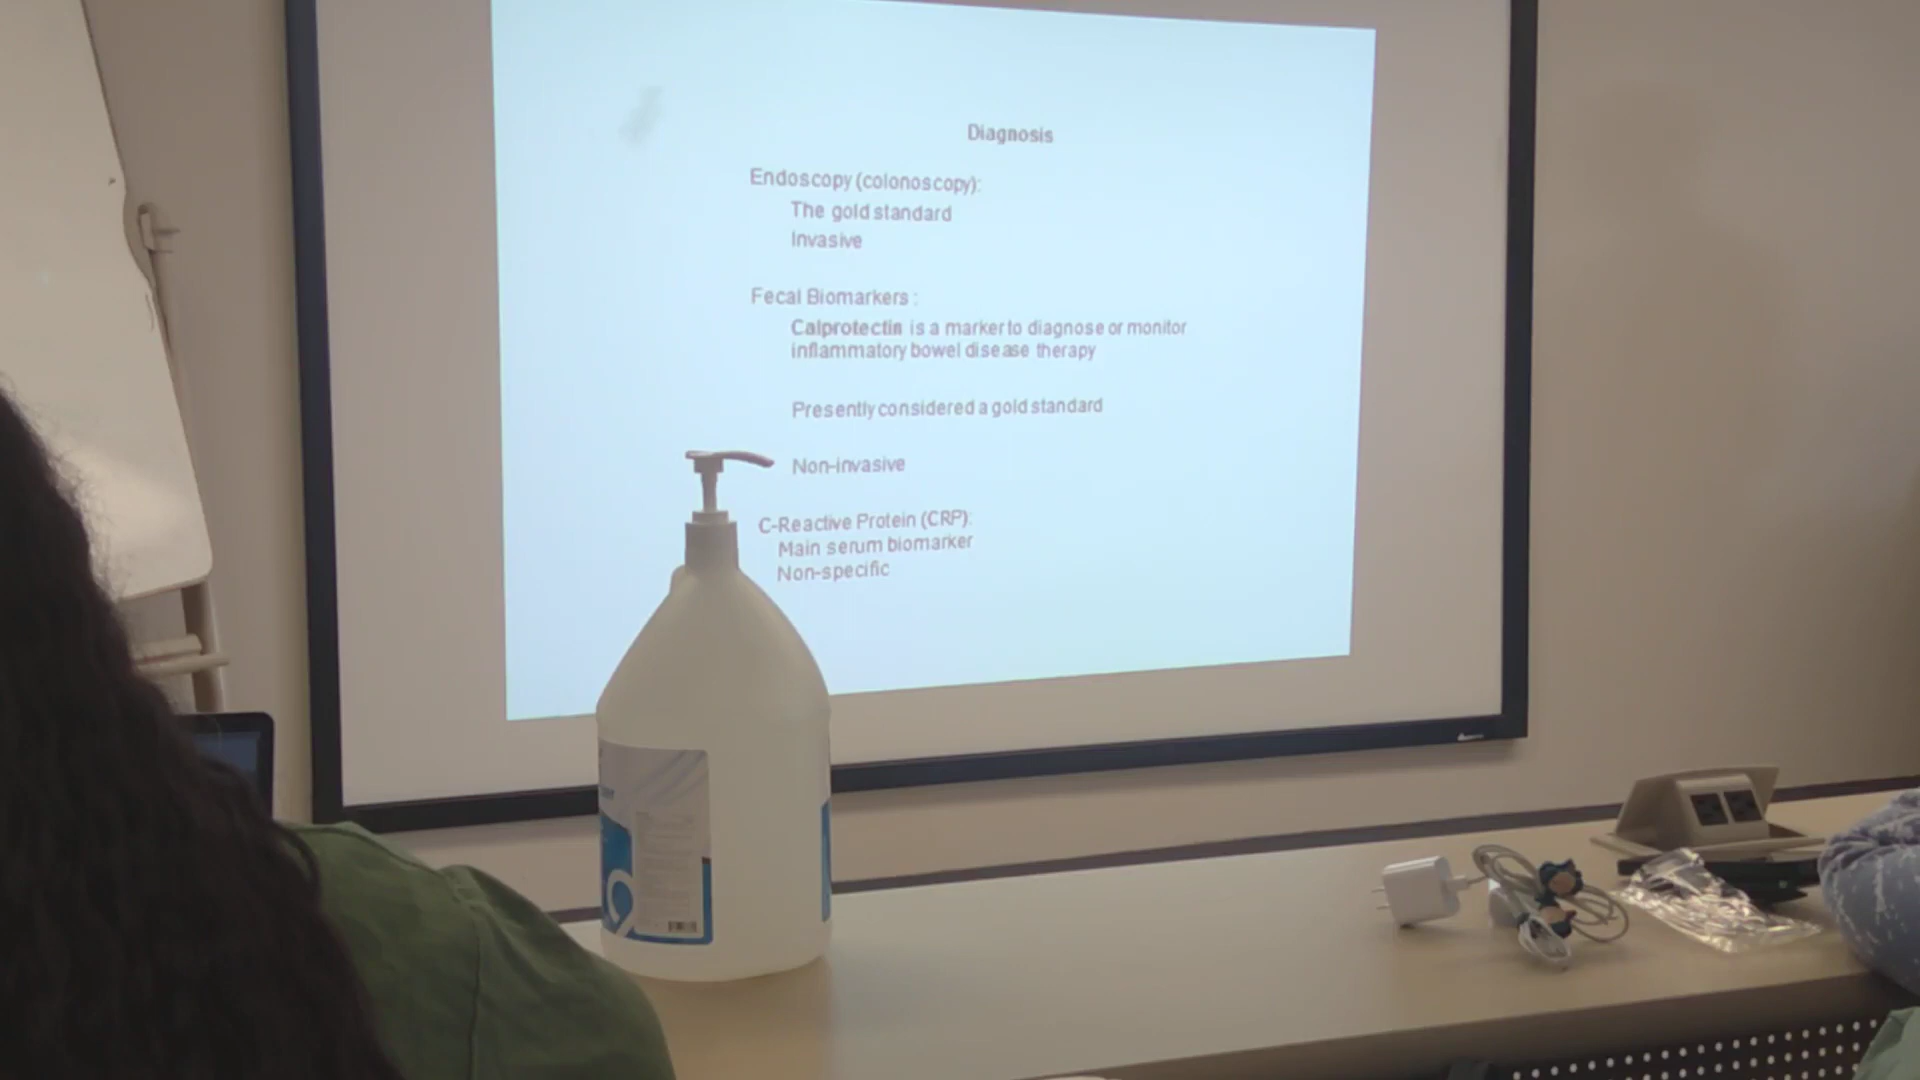 Diagnosis
Endoscopy (colonoscopy):
The gold standard
Invasive
Fecal Biomarkers :
Calprotectin is a marker to diagnose or monitor
inflammatory bowel disease therapy
Presently considered a gold standard
Non-invasive
C-Reactive Protein (CRP):
Main serum biomarker
Non-specific